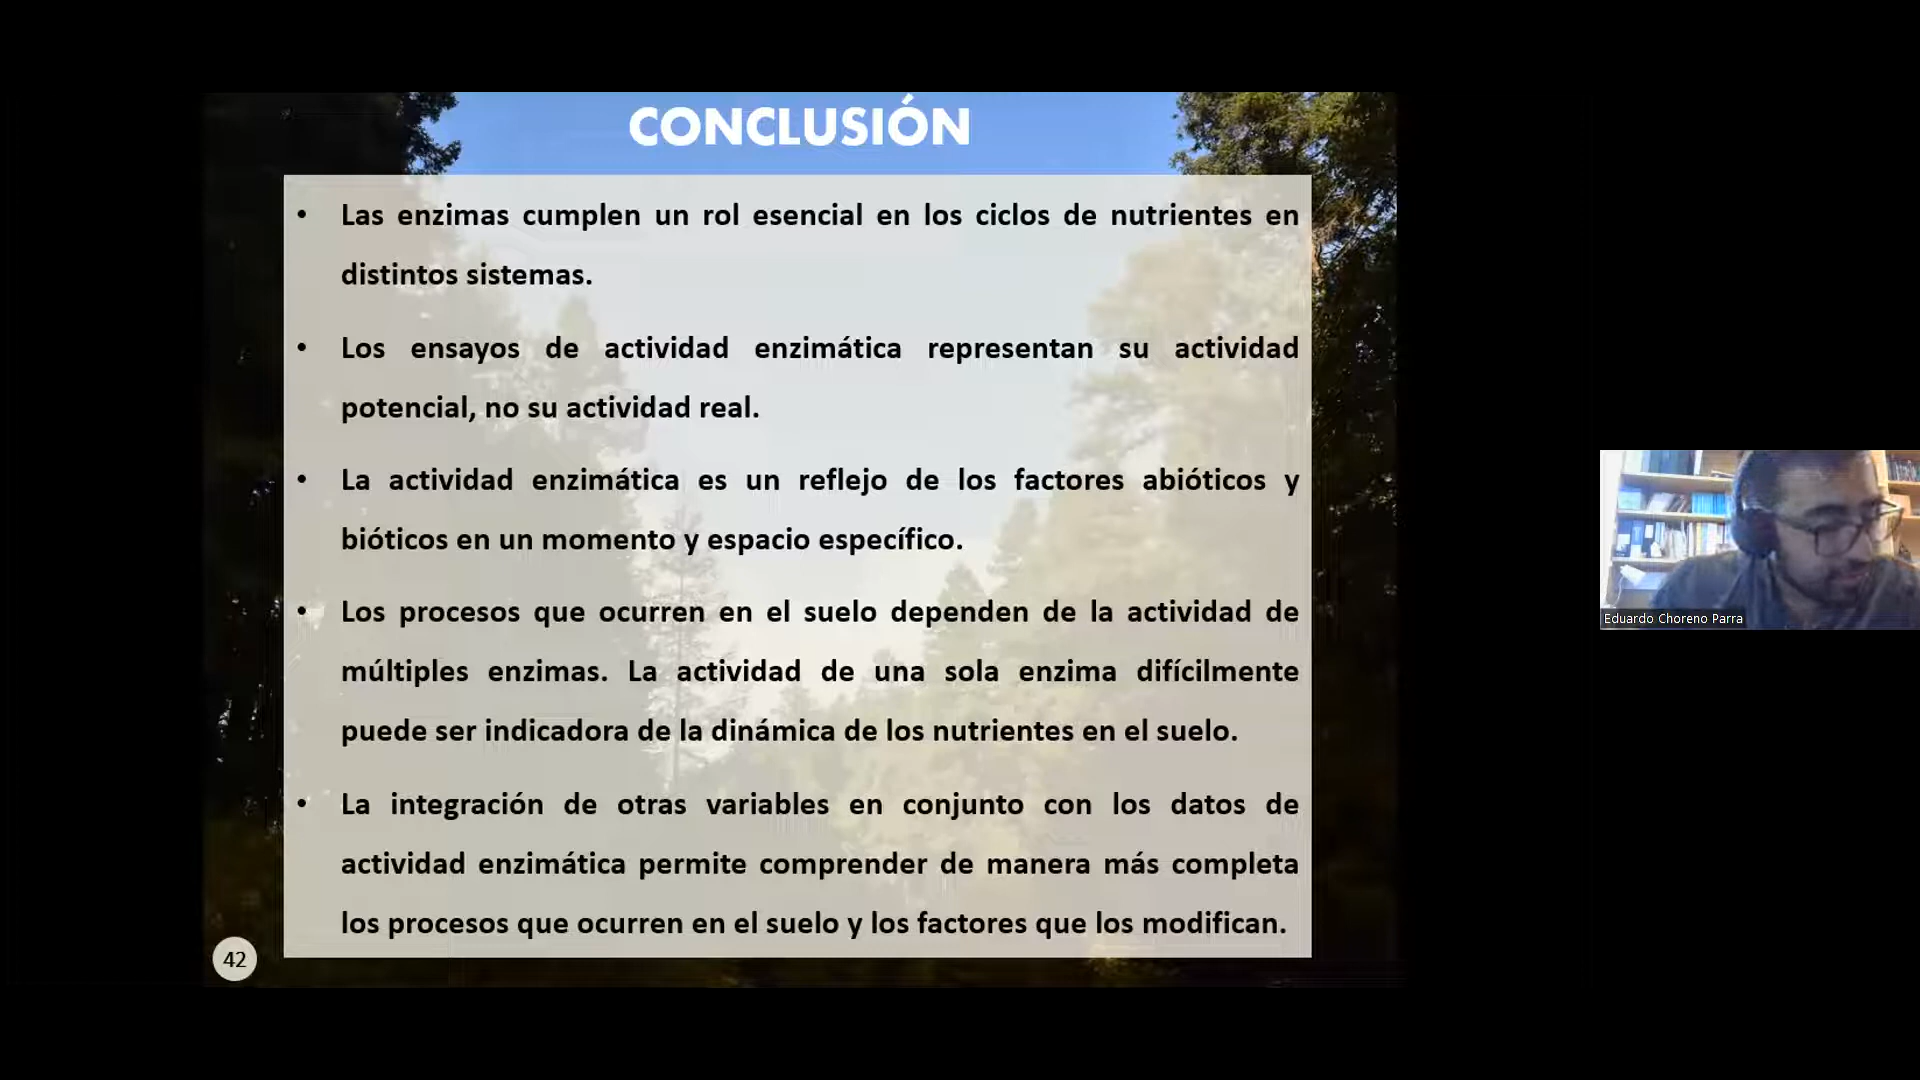 CONCLUSIÓN
• Las enzimas cumplen un rol esencial en los ciclos de nutrientes en
distintos sistemas.
• Los ensayos de actividad enzimática representan su actividad
potencial, no su actividad real.
• La actividad enzimática es un reflejo de los factores abióticos y
bióticos en un momento y espacio específico.
• Los procesos que ocurren en el suelo dependen de la actividad de
múltiples enzimas. La actividad de una sola enzima difícilmente
puede ser indicadora de la dinámica de los nutrientes en el suelo.
• La integración de otras variables en conjunto con los datos de
actividad enzimática permite comprender de manera más completa
los procesos que ocurren en el suelo y los factores que los modifican.
42
Eduardo Choreno Parra